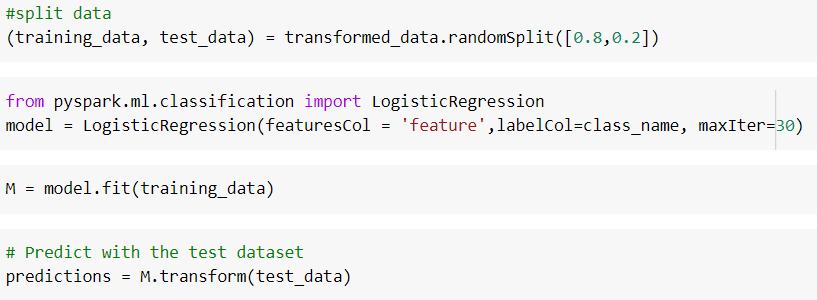 #split data
(training_data, test_data) = transformed_data.randomSplit([0.8,0.2])
from pyspark.ml.classification import LogisticRegression
model = LogisticRegression(featuresCol = 'feature',labelCol=class_name, maxIter=30)
M = model.fit(training_data)
# Predict with the test dataset
predictions = M.transform(test_data)